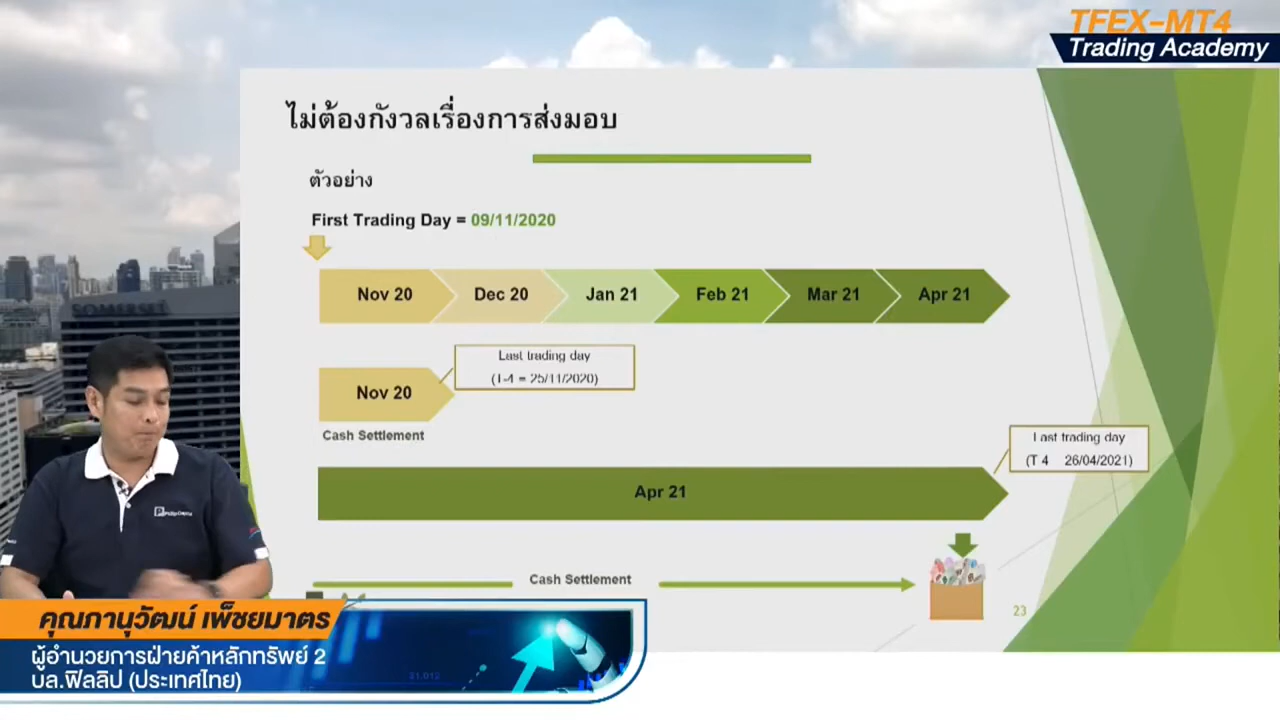 TFEX-MT4
Trading Academy
ไม่ต้องกังวลเรื่องการส่งมอบ
ตัวอย่าง
First Trading Day = 09/11/2020
Nov 20
Dec 20
Jan 21
Feb 21
Mar 21
Apr 21
Last trading day
(T-4 = 25/11/2020)
Nov 20
Cash Settlement
Last trading day
(T 4 26/04/2021)
Apr 21
Cash Settlement
23
SOMERSET
คุณภานุวัฒน์ เพ็ชยมาตร
ผู้อำนวยการฝ่ายค้าหลักทรัพย์ 2
บล.ฟิลลิป (ประเทศไทย)